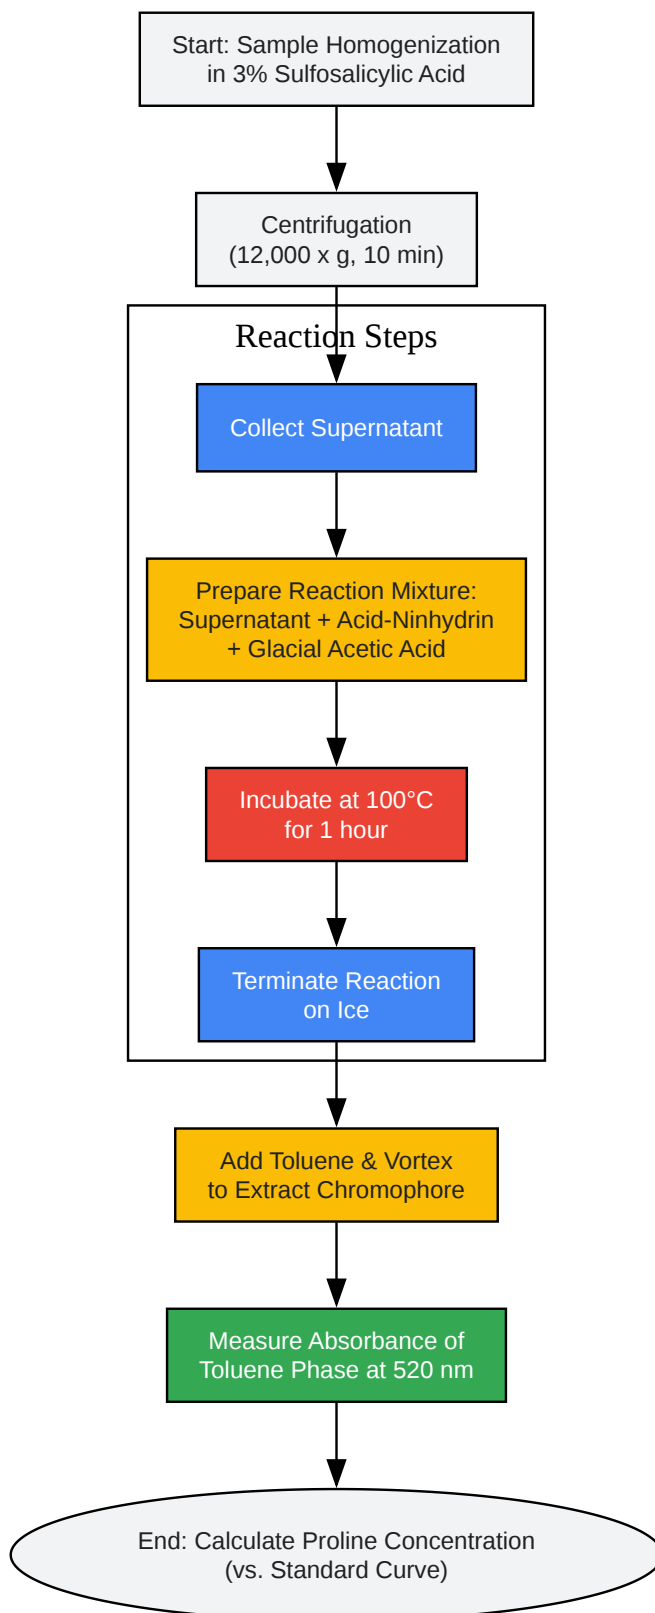 Start: Sample Homogenization
in 3% Sulfosalicylic Acid
Centrifugation
(12,000 x g, 10 min)
Reaction Steps
Collect Supernatant
Prepare Reaction Mixture:
Supernatant + Acid-Ninhydrin
+ Glacial Acetic Acid
Incubate at 100°C
for 1 hour
Terminate Reaction
on Ice
Add Toluene & Vortex
to Extract Chromophore
Measure Absorbance of
Toluene Phase at 520 nm
End: Calculate Proline Concentration
(vs. Standard Curve)